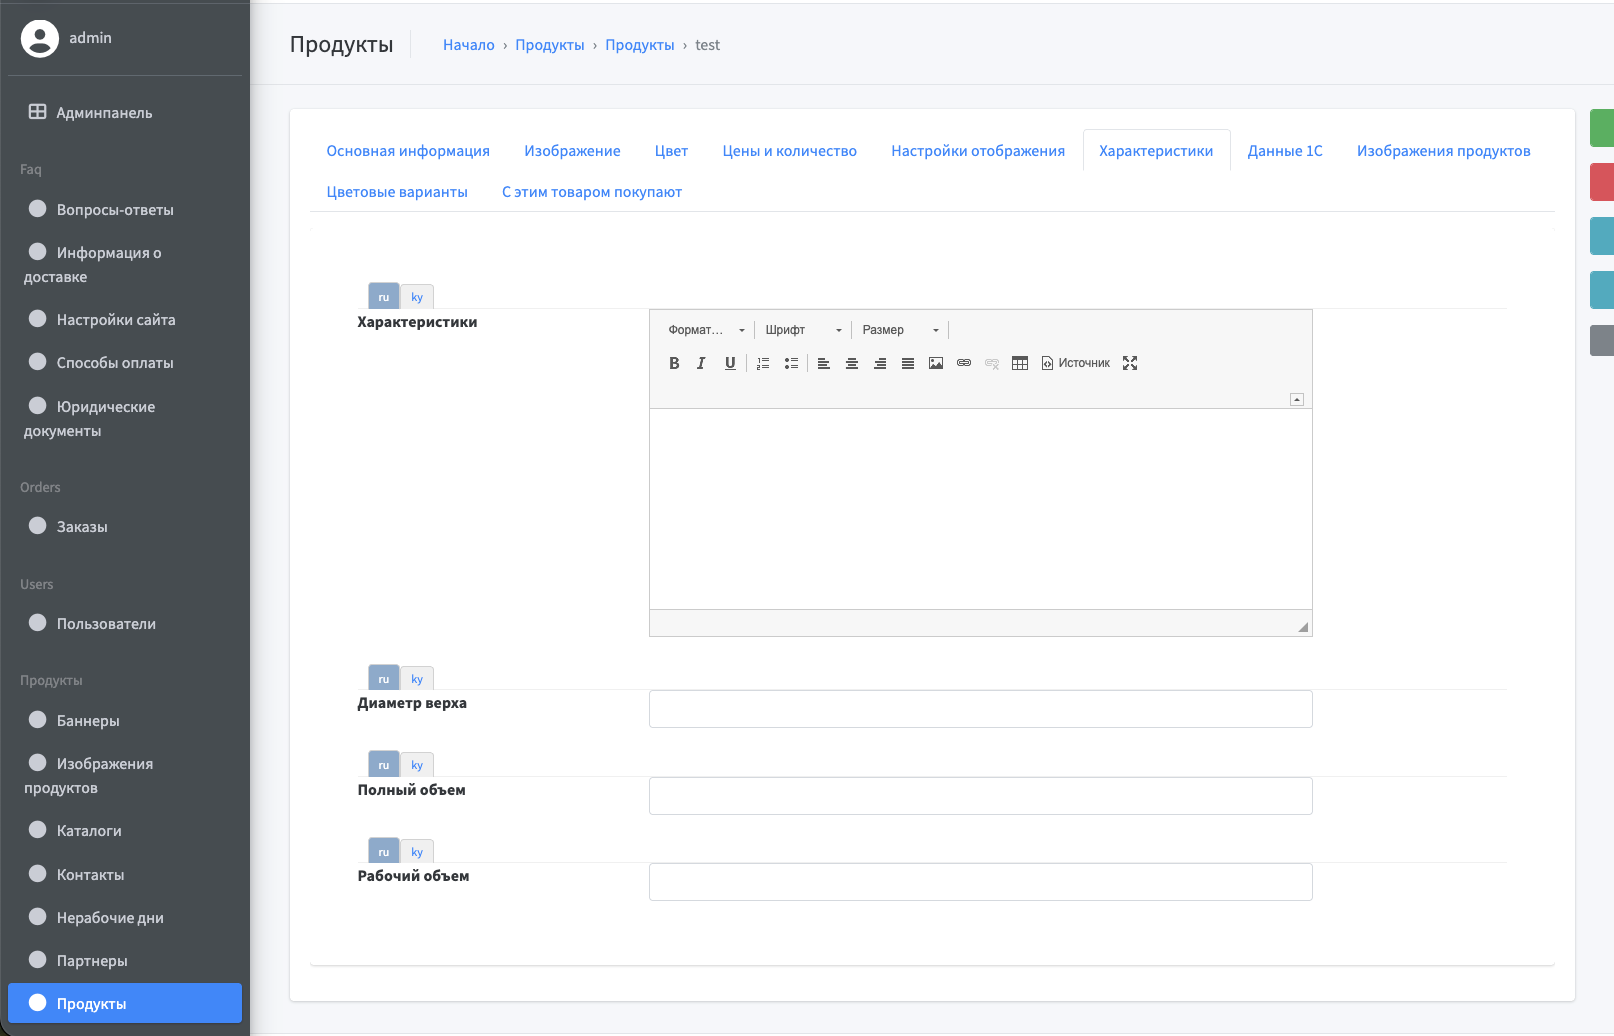 admin
Админпанель
Faq
Вопросы-ответы
Информация о
доставке
Настройки сайта
Способы оплаты
Юридические
документы
Orders
Заказы
Users
Пользователи
Продукты
Баннеры
Изображения
продуктов
Каталоги
Контакты
Нерабочие дни
Партнеры
Продукты
Продукты
Начало › Продукты › Продукты › test
Основная информация Изображение Цвет Цены и количество Настройки отображения Характеристики Данные 1С Изображения продуктов
Цветовые варианты С этим товаром покупают
ru ky
Характеристики
Формат... Шрифт Размер
B I U Источник
ru ky
Диаметр верха
ru ky
Полный объем
ru ky
Рабочий объем